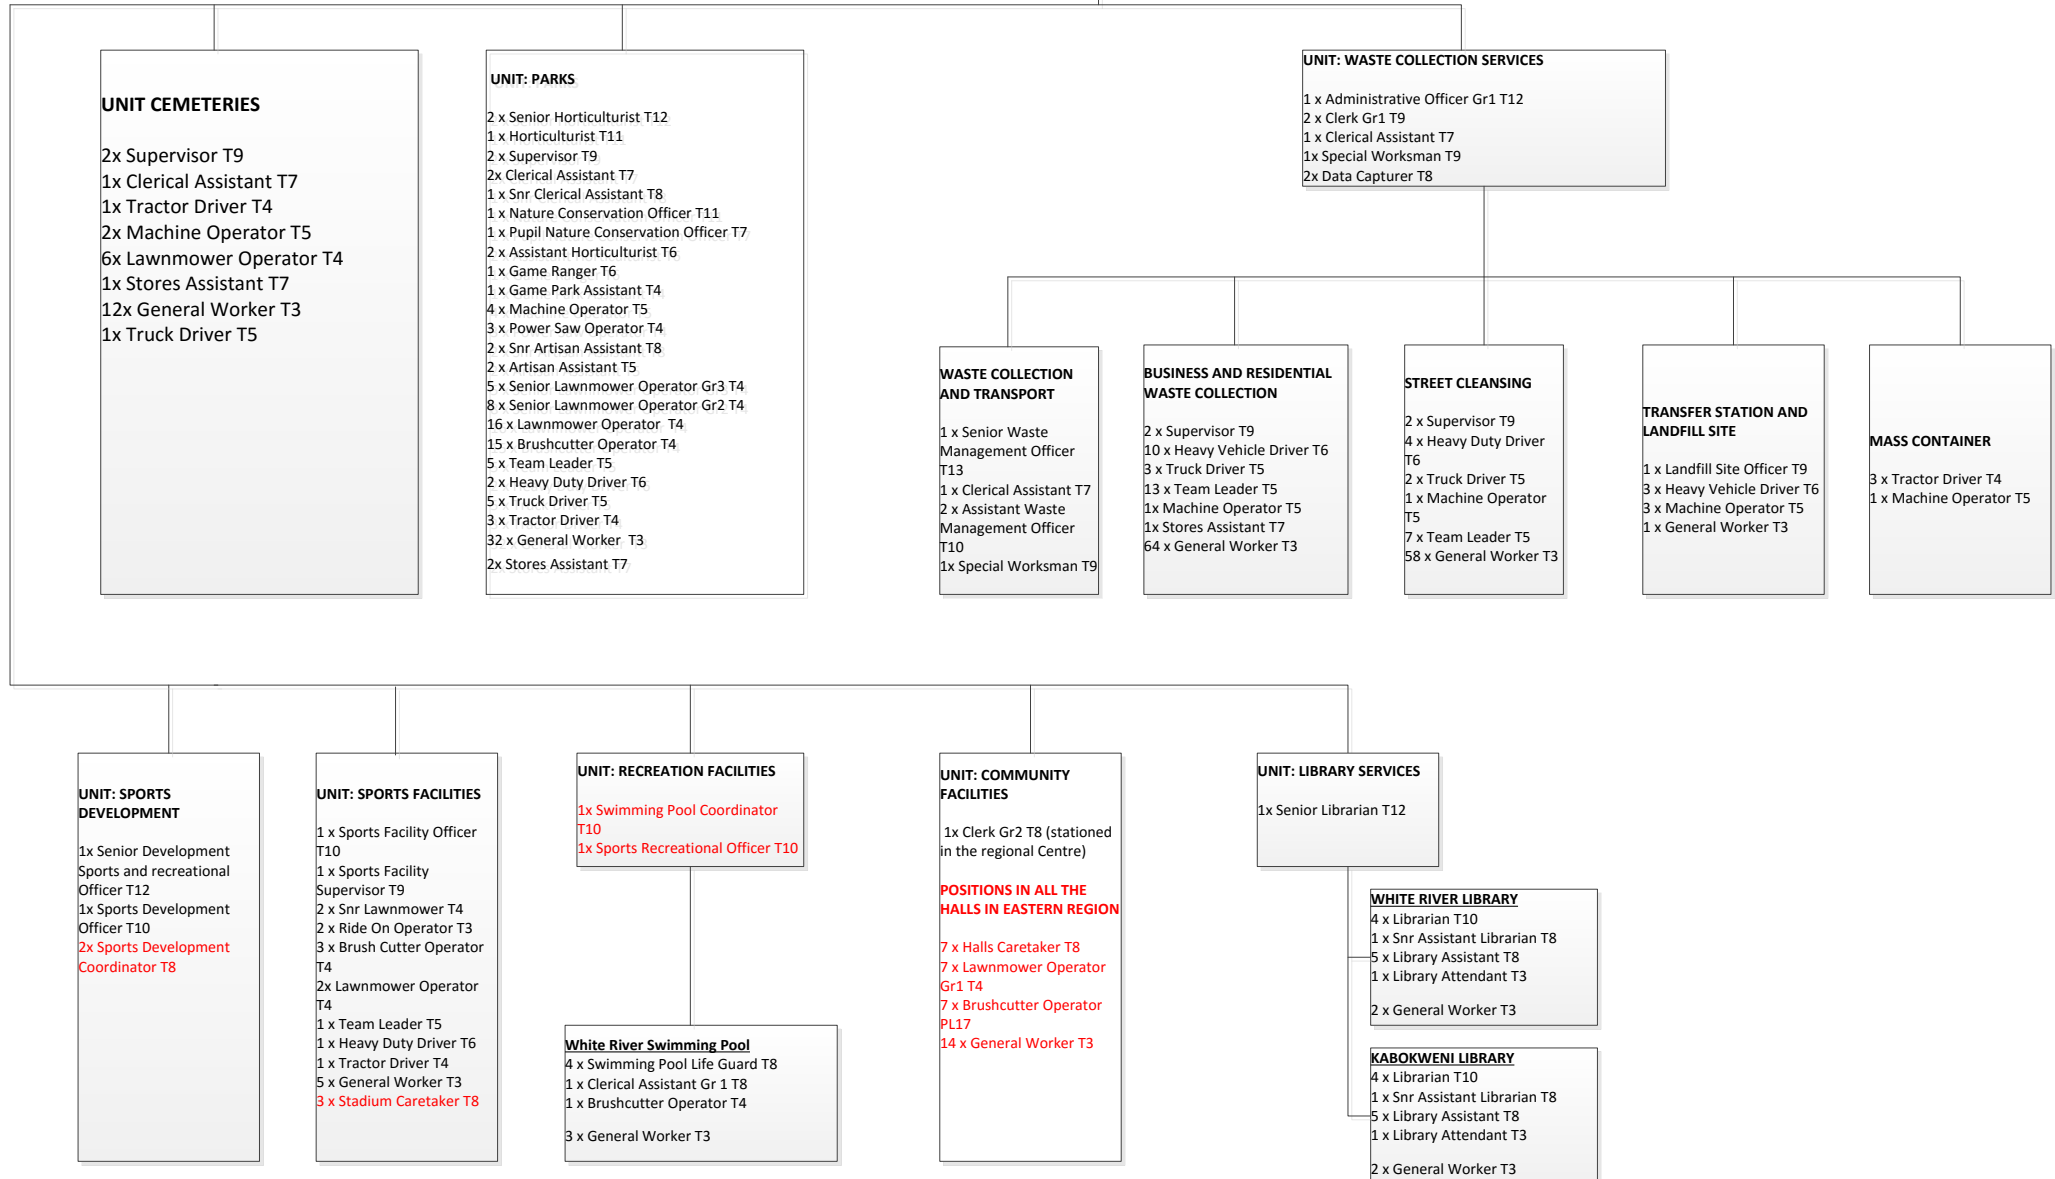 UNIT CEMETERIES
2x Supervisor T9
1x Clerical Assistant T7
1x Tractor Driver T4
2x Machine Operator T5
6x Lawnmower Operator T4
1x Stores Assistant T7
12x General Worker T3
1x Truck Driver T5
UNIT: PARKS
2 x Senior Horticulturist T12
1 x Horticulturist T11
2 x Supervisor T9
2x Clerical Assistant T7
1 x Snr Clerical Assistant T8
1 x Nature Conservation Officer T11
1 x Pupil Nature Conservation Officer T7
2 x Assistant Horticulturist T6
1 x Game Ranger T6
1 x Game Park Assistant T4
4 x Machine Operator T5
3 x Power Saw Operator T4
2 x Snr Artisan Assistant T8
2 x Artisan Assistant T5
5 x Senior Lawnmower Operator Gr3 T4
8 x Senior Lawnmower Operator Gr2 T4
16 x Lawnmower Operator T4
15 x Brushcutter Operator T4
5 x Team Leader T5
2 x Heavy Duty Driver T6
5 x Truck Driver T5
3 x Tractor Driver T4
32 x General Worker T3
2x Stores Assistant T7
UNIT: WASTE COLLECTION SERVICES
1 x Administrative Officer Gr1 T12
2 x Clerk Gr1 T9
1 x Clerical Assistant T7
1x Special Worksman T9
2x Data Capturer T8
WASTE COLLECTION
AND TRANSPORT
1 x Senior Waste
Management Officer
T13
1 x Clerical Assistant T7
2 x Assistant Waste
Management Officer
T10
1x Special Worksman T9
BUSINESS AND RESIDENTIAL
WASTE COLLECTION
2 x Supervisor T9
10 x Heavy Vehicle Driver T6
3 x Truck Driver T5
13 x Team Leader T5
1x Machine Operator T5
1x Stores Assistant T7
64 x General Worker T3
STREET CLEANSING
2 x Supervisor T9
4 x Heavy Duty Driver
T6
2 x Truck Driver T5
1 x Machine Operator
T5
7 x Team Leader T5
58 x General Worker T3
TRANSFER STATION AND
LANDFILL SITE
1 x Landfill Site Officer T9
3 x Heavy Vehicle Driver T6
3 x Machine Operator T5
1 x General Worker T3
MASS CONTAINER
3 x Tractor Driver T4
1 x Machine Operator T5
UNIT: SPORTS
DEVELOPMENT
1x Senior Development
Sports and recreational
Officer T12
1x Sports Development
Officer T10
2x Sports Development
Coordinator T8
UNIT: SPORTS FACILITIES
1 x Sports Facility Officer
T10
1 x Sports Facility
Supervisor T9
2 x Snr Lawnmower T4
2 x Ride On Operator T3
3 x Brush Cutter Operator
T4
2x Lawnmower Operator
T4
1 x Team Leader T5
1 x Heavy Duty Driver T6
1 x Tractor Driver T4
5 x General Worker T3
3 x Stadium Caretaker T8
UNIT: RECREATION FACILITIES
1x Swimming Pool Coordinator
T10
1x Sports Recreational Officer T10
White River Swimming Pool
4 x Swimming Pool Life Guard T8
1 x Clerical Assistant Gr 1 T8
1 x Brushcutter Operator T4
3 x General Worker T3
UNIT: COMMUNITY
FACILITIES
1x Clerk Gr2 T8 (stationed
in the regional Centre)
POSITIONS IN ALL THE
HALLS IN EASTERN REGION
7 x Halls Caretaker T8
7 x Lawnmower Operator
Gr1 T4
7 x Brushcutter Operator
PL17
14 x General Worker T3
UNIT: LIBRARY SERVICES
1x Senior Librarian T12
WHITE RIVER LIBRARY
4 x Librarian T10
1 x Snr Assistant Librarian T8
5 x Library Assistant T8
1 x Library Attendant T3
2 x General Worker T3
KABOKWENI LIBRARY
4 x Librarian T10
1 x Snr Assistant Librarian T8
5 x Library Assistant T8
1 x Library Attendant T3
2 x General Worker T3